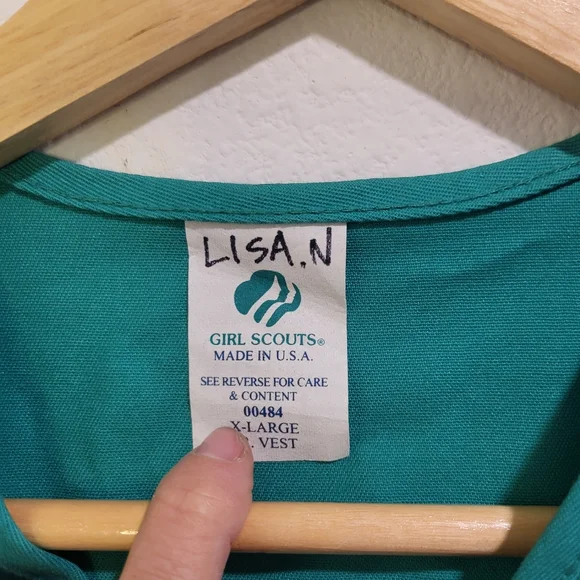 LISA.N
GIRL SCOUTS®
MADE IN U.S.A.
SEE REVERSE FOR CARE
& CONTENT
00484
X-LARGE
VEST